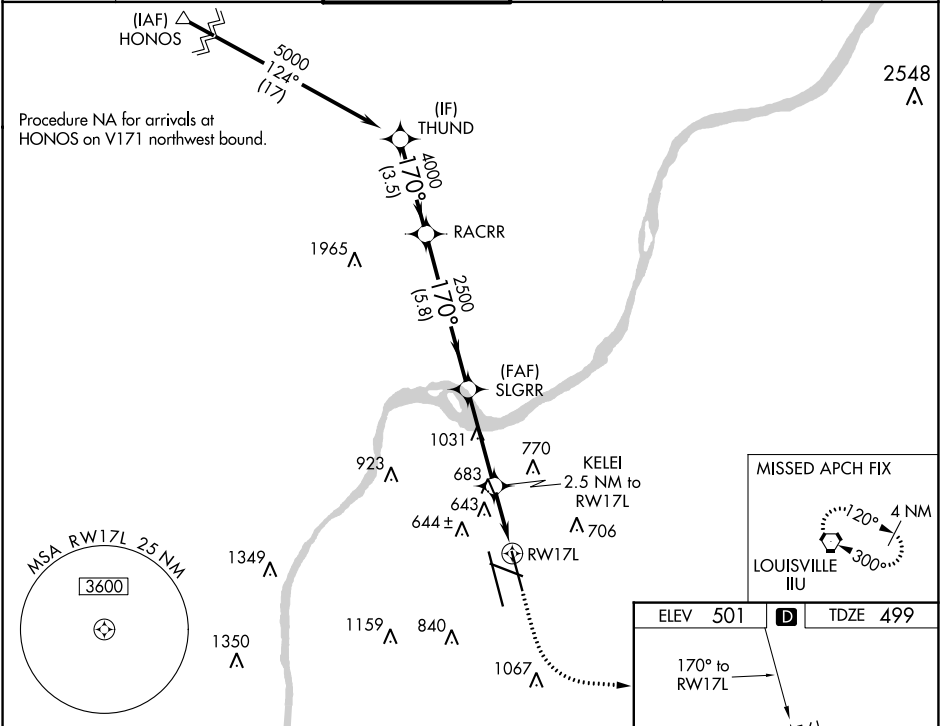 (IAF)
HONOS
5000
124°
(17)
2548
Procedure NA for arrivals at
HONOS on V171 northwest bound.
(IF)
THUND
4000
170°
(3.5)
RACRR
1965
2500
170°
(5.8)
(FAF)
SLGRR
1031
770
923
683
KELEI
2.5 NM to
RW17L
643
644 ±
706
RW17L
MISSED APCH FIX
120°
4 NM
300°
LOUISVILLE
IIU
MSA RW17L 25 NM
3600
1349
1350
1159
840
1067
ELEV 501
D
TDZE 499
170° to
RW17L